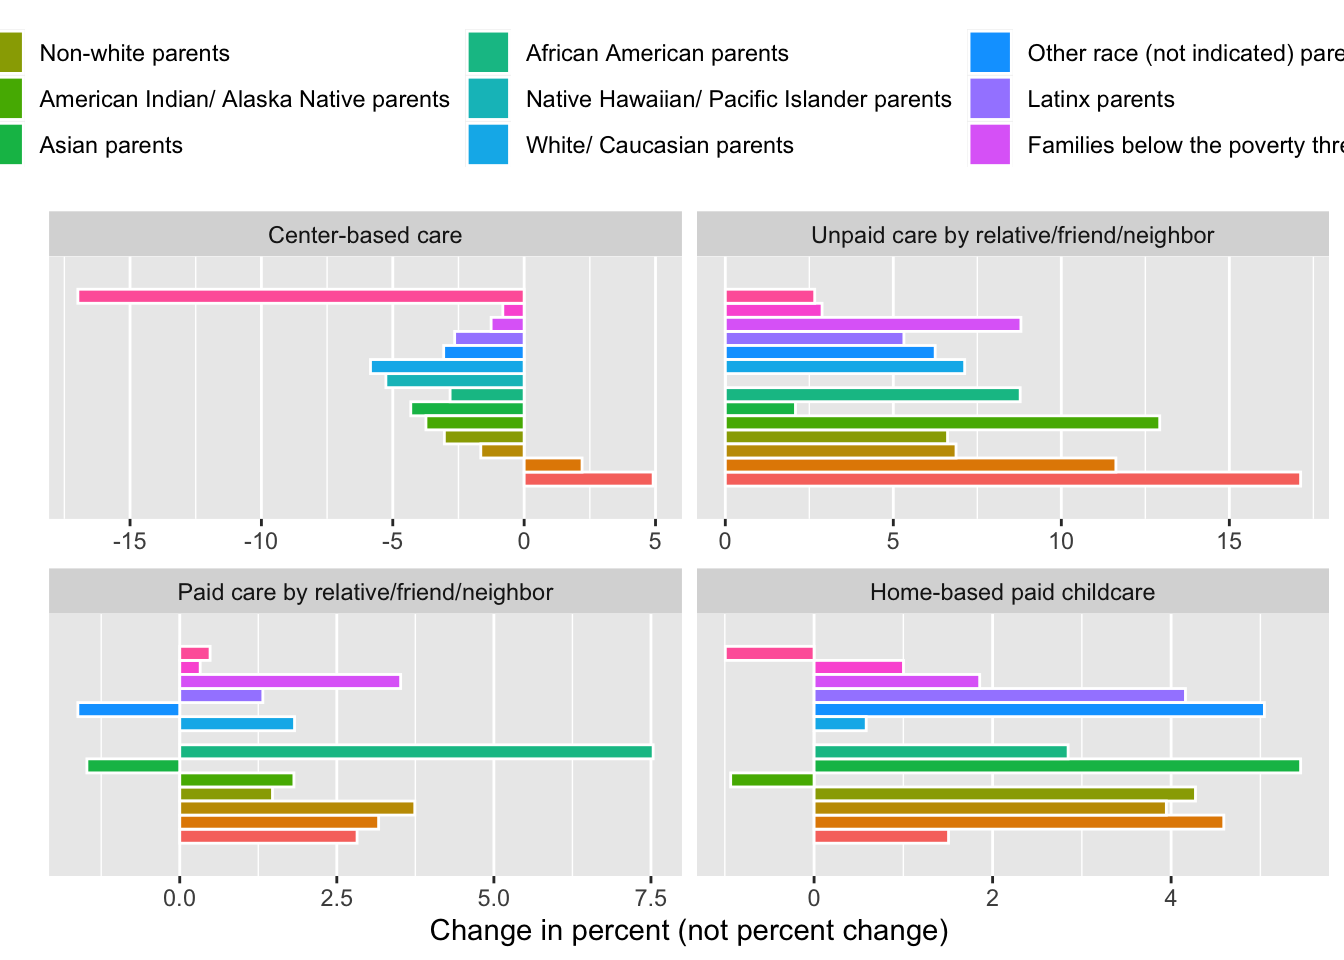 Non-white parents African American parents Other race (not indicated) pare
American Indian/ Alaska Native parents Native Hawaiian/ Pacific Islander parents Latinx parents
Asian parents White/ Caucasian parents Families below the poverty thre
Center-based care Unpaid care by relative/friend/neighbor
-15 -10 -5 0 5 0 5 10 15
Paid care by relative/friend/neighbor Home-based paid childcare
0.0 2.5 5.0 7.5 0 2 4
Change in percent (not percent change)